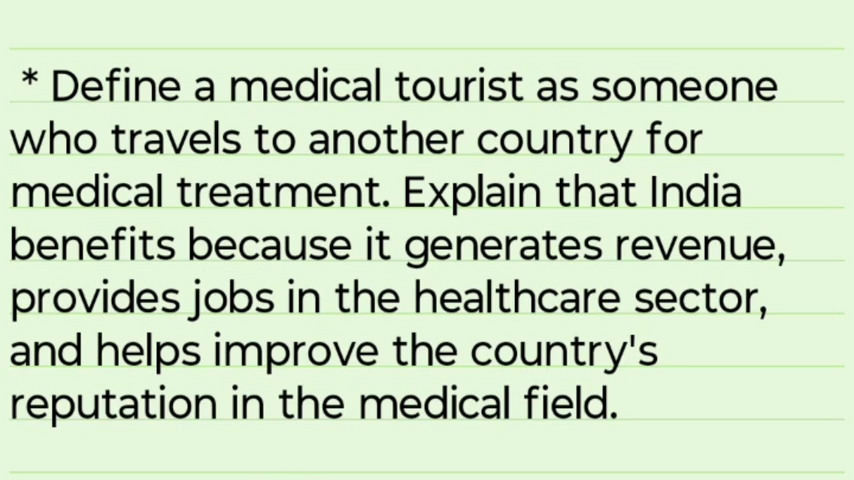 * Define a medical tourist as someone
who travels to another country for
medical treatment. Explain that India
benefits because it generates revenue,
provides jobs in the healthcare sector,
and helps improve the country's
reputation in the medical field.